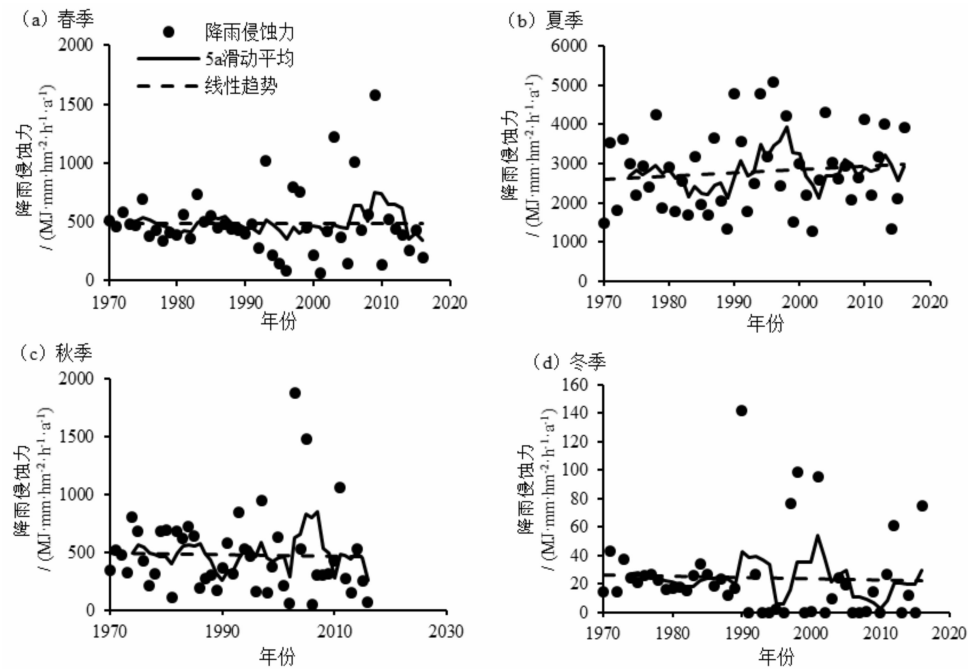 (a) 春季
降雨侵蚀力
5a滑动平均
线性趋势
降雨侵蚀力
/ (MJ·mm·hm⁻²·h⁻¹·a⁻¹)
2000
1500
1000
500
0
1970 1980 1990 2000 2010 2020
年份
(b) 夏季
降雨侵蚀力
/ (MJ·mm·hm⁻²·h⁻¹·a⁻¹)
6000
5000
4000
3000
2000
1000
0
1970 1980 1990 2000 2010 2020
年份
(c) 秋季
降雨侵蚀力
/ (MJ·mm·hm⁻²·h⁻¹·a⁻¹)
2000
1500
1000
500
0
1970 1990 2010 2030
年份
(d) 冬季
降雨侵蚀力
/ (MJ·mm·hm⁻²·h⁻¹·a⁻¹)
160
140
120
100
80
60
40
20
0
1970 1980 1990 2000 2010 2020
年份